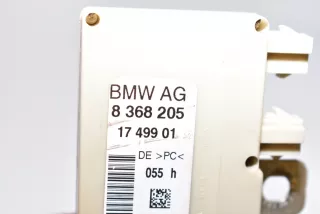 BMW AG
8 368 205
17 499 01
DE >PC<
055 h